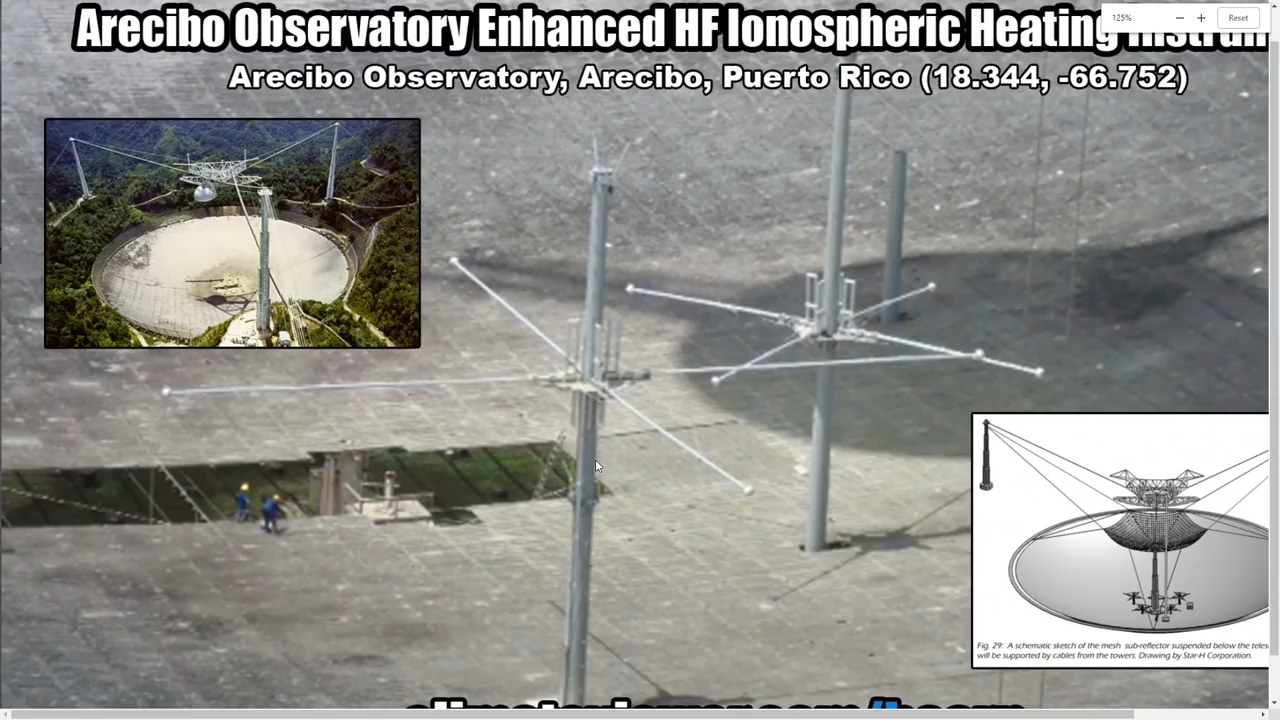 Arecibo Observatory Enhanced HF Ionospheric Heating
125%
Reset
Arecibo Observatory, Arecibo, Puerto Rico (18.344, -66.752)
Fig. 29: A schematic sketch of the mesh sub-reflector suspended below the
will be supported by cables from the towers. Drawing by Star-H Corporation.